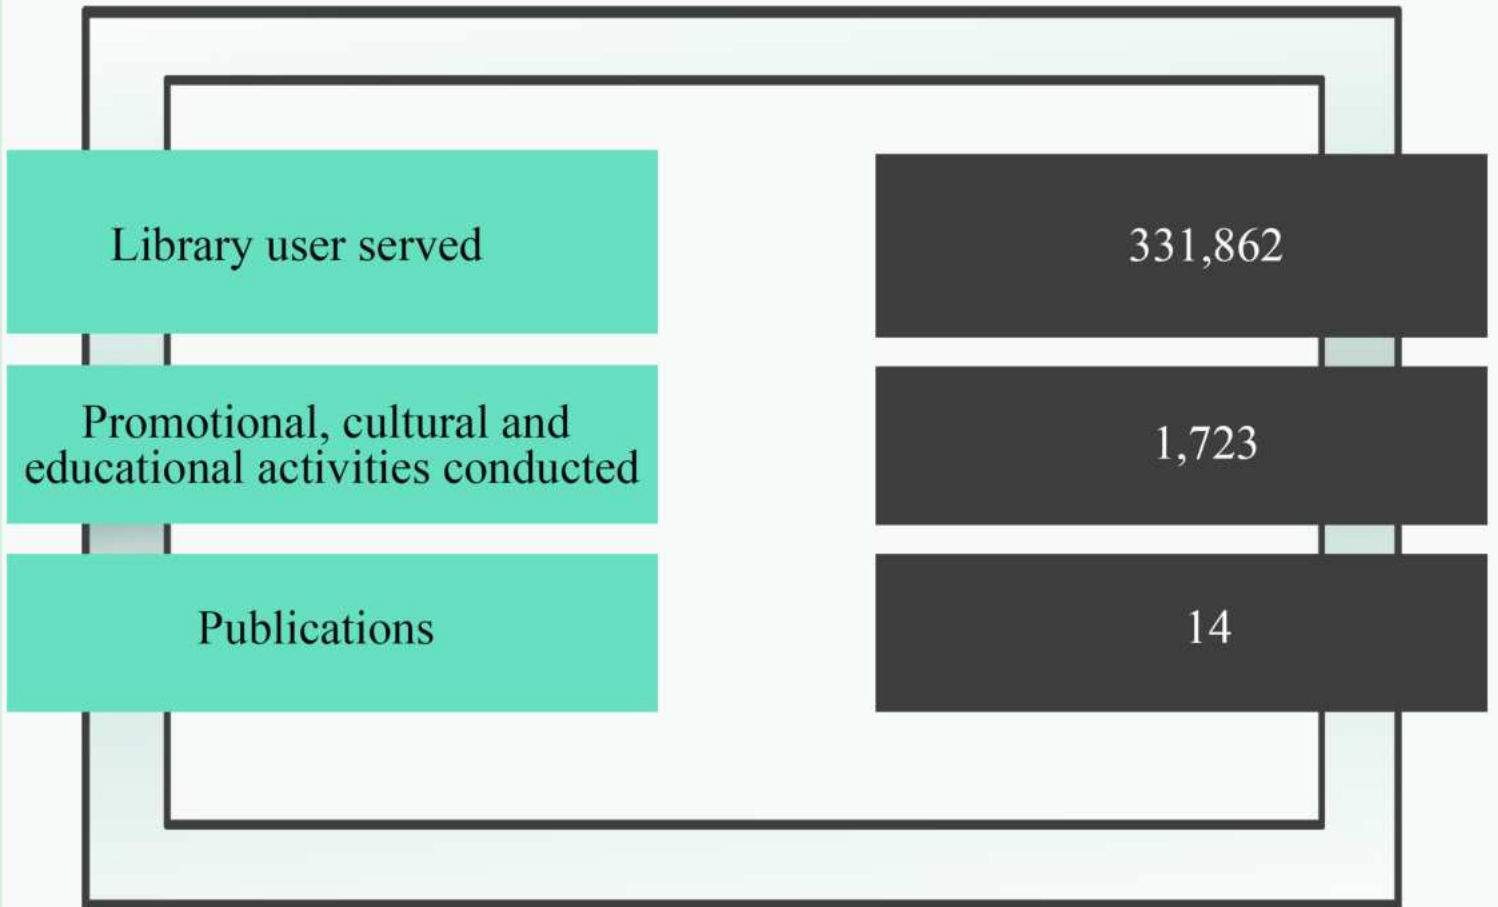 Library user served
331,862
Promotional, cultural and
educational activities conducted
1,723
Publications
14